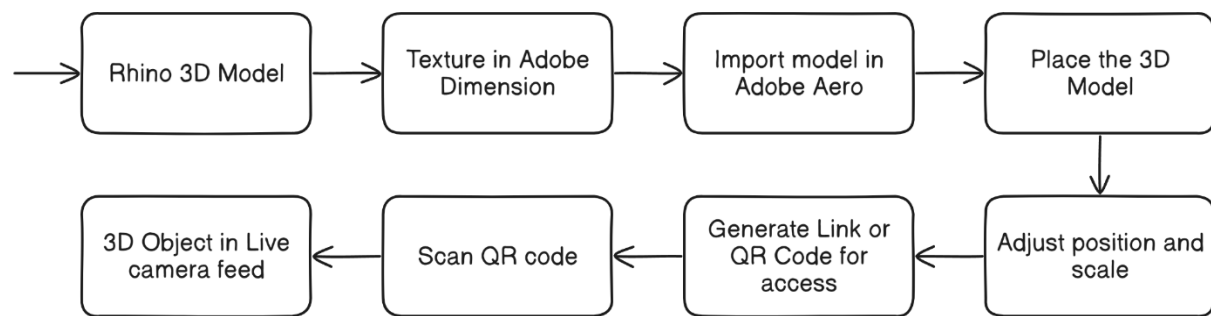 Rhino 3D Model
Texture in Adobe
Dimension
Import model in
Adobe Aero
Place the 3D
Model
Adjust position and
scale
Generate Link or
QR Code for
access
Scan QR code
3D Object in Live
camera feed